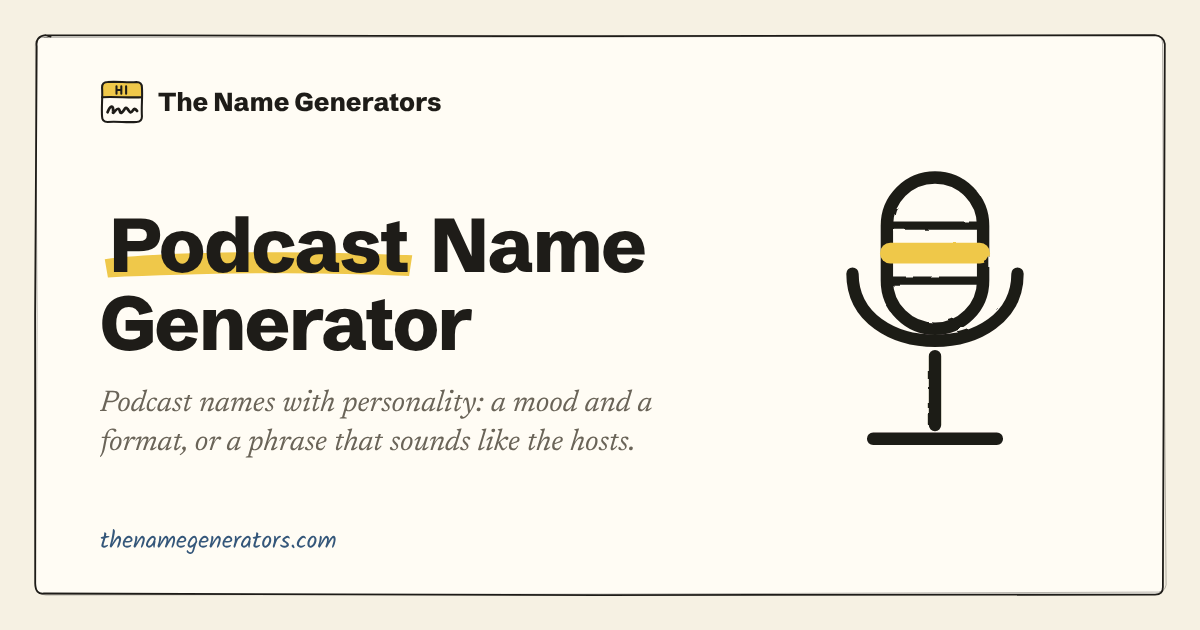 HI
The Name Generators
Podcast Name
Generator
Podcast names with personality: a mood and a
format, or a phrase that sounds like the hosts.
thenamegenerators.com